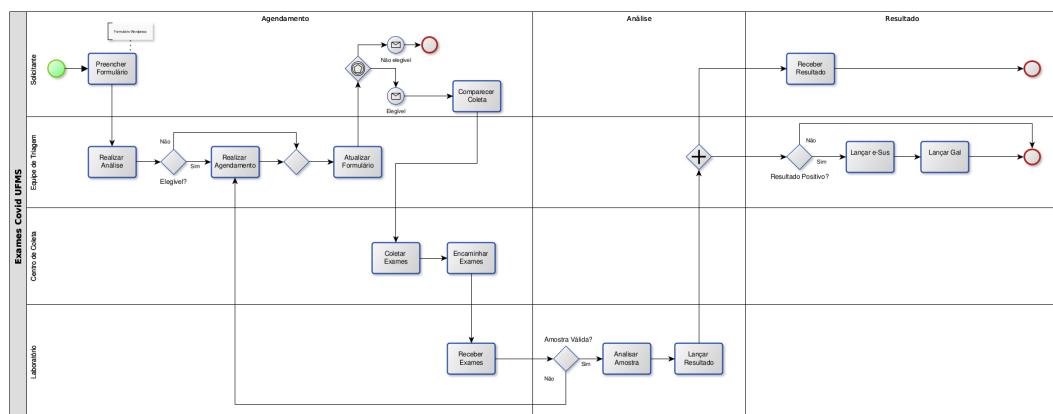 Exames Covid UFMS
Agendamento
Análise
Resultado
Solicitante
Formulário Wordpress
Preencher
Formulário
Não elegível
Elegível
Comparecer
Coleta
Receber
Resultado
Equipe de Triagem
Realizar
Análise
Não
Sim
Elegível?
Realizar
Agendamento
Atualizar
Formulário
Não
Sim
Resultado Positivo?
Lançar e-Sus
Lançar Gal
Centro de Coleta
Coletar
Exames
Encaminhar
Exames
Laboratório
Receber
Exames
Amostra Válida?
Sim
Não
Analisar
Amostra
Lançar
Resultado